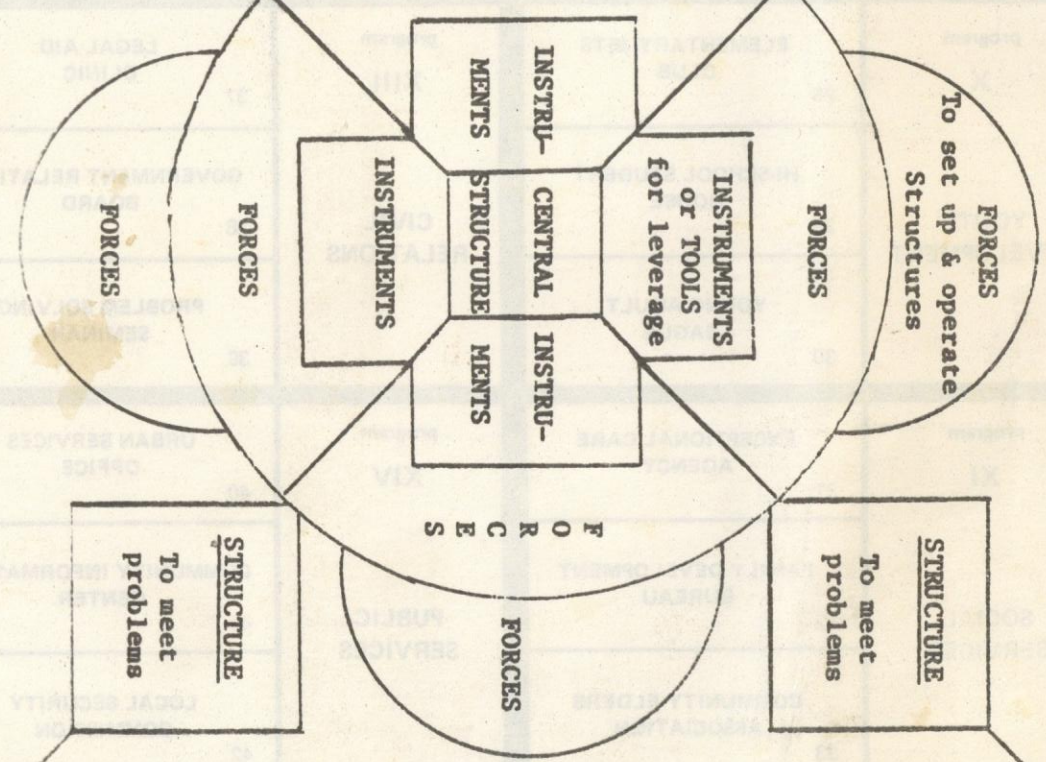 FORCES
To set up & operate
Structures
STRUCTURE
To meet
problems
FORCES
INSTRUMENTS
or TOOLS
for leverage
INSTRU-
MENTS
CENTRAL
STRUCTURE
INSTRU-
MENTS
FORCES
FORCES
INSTRUMENTS
FORCES
FORCES
STRUCTURE
To meet
problems